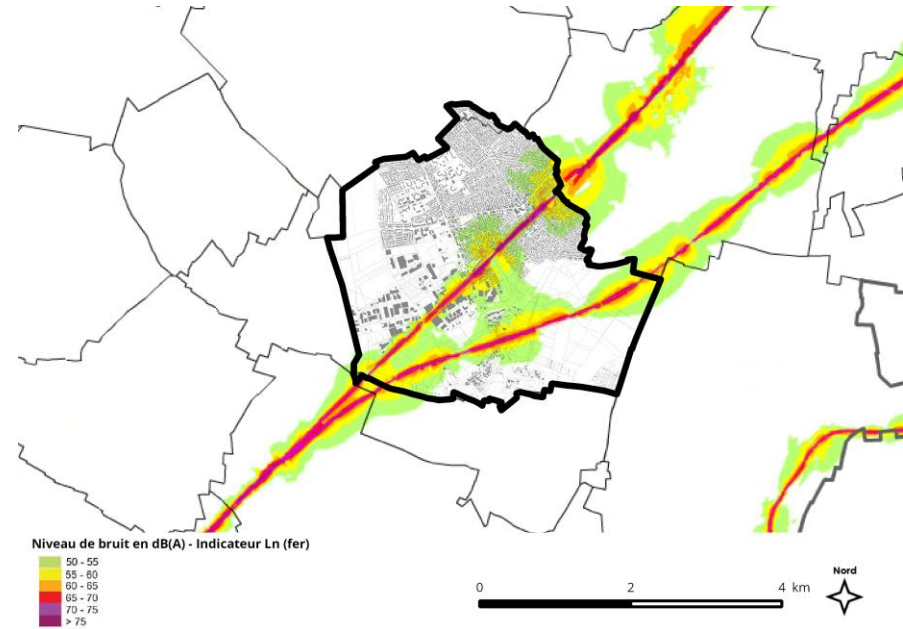 Niveau de bruit en dB(A) - Indicateur Ln (fer)
50 - 55
55 - 60
60 - 65
65 - 70
70 - 75
> 75
0 2 4 km
Nord